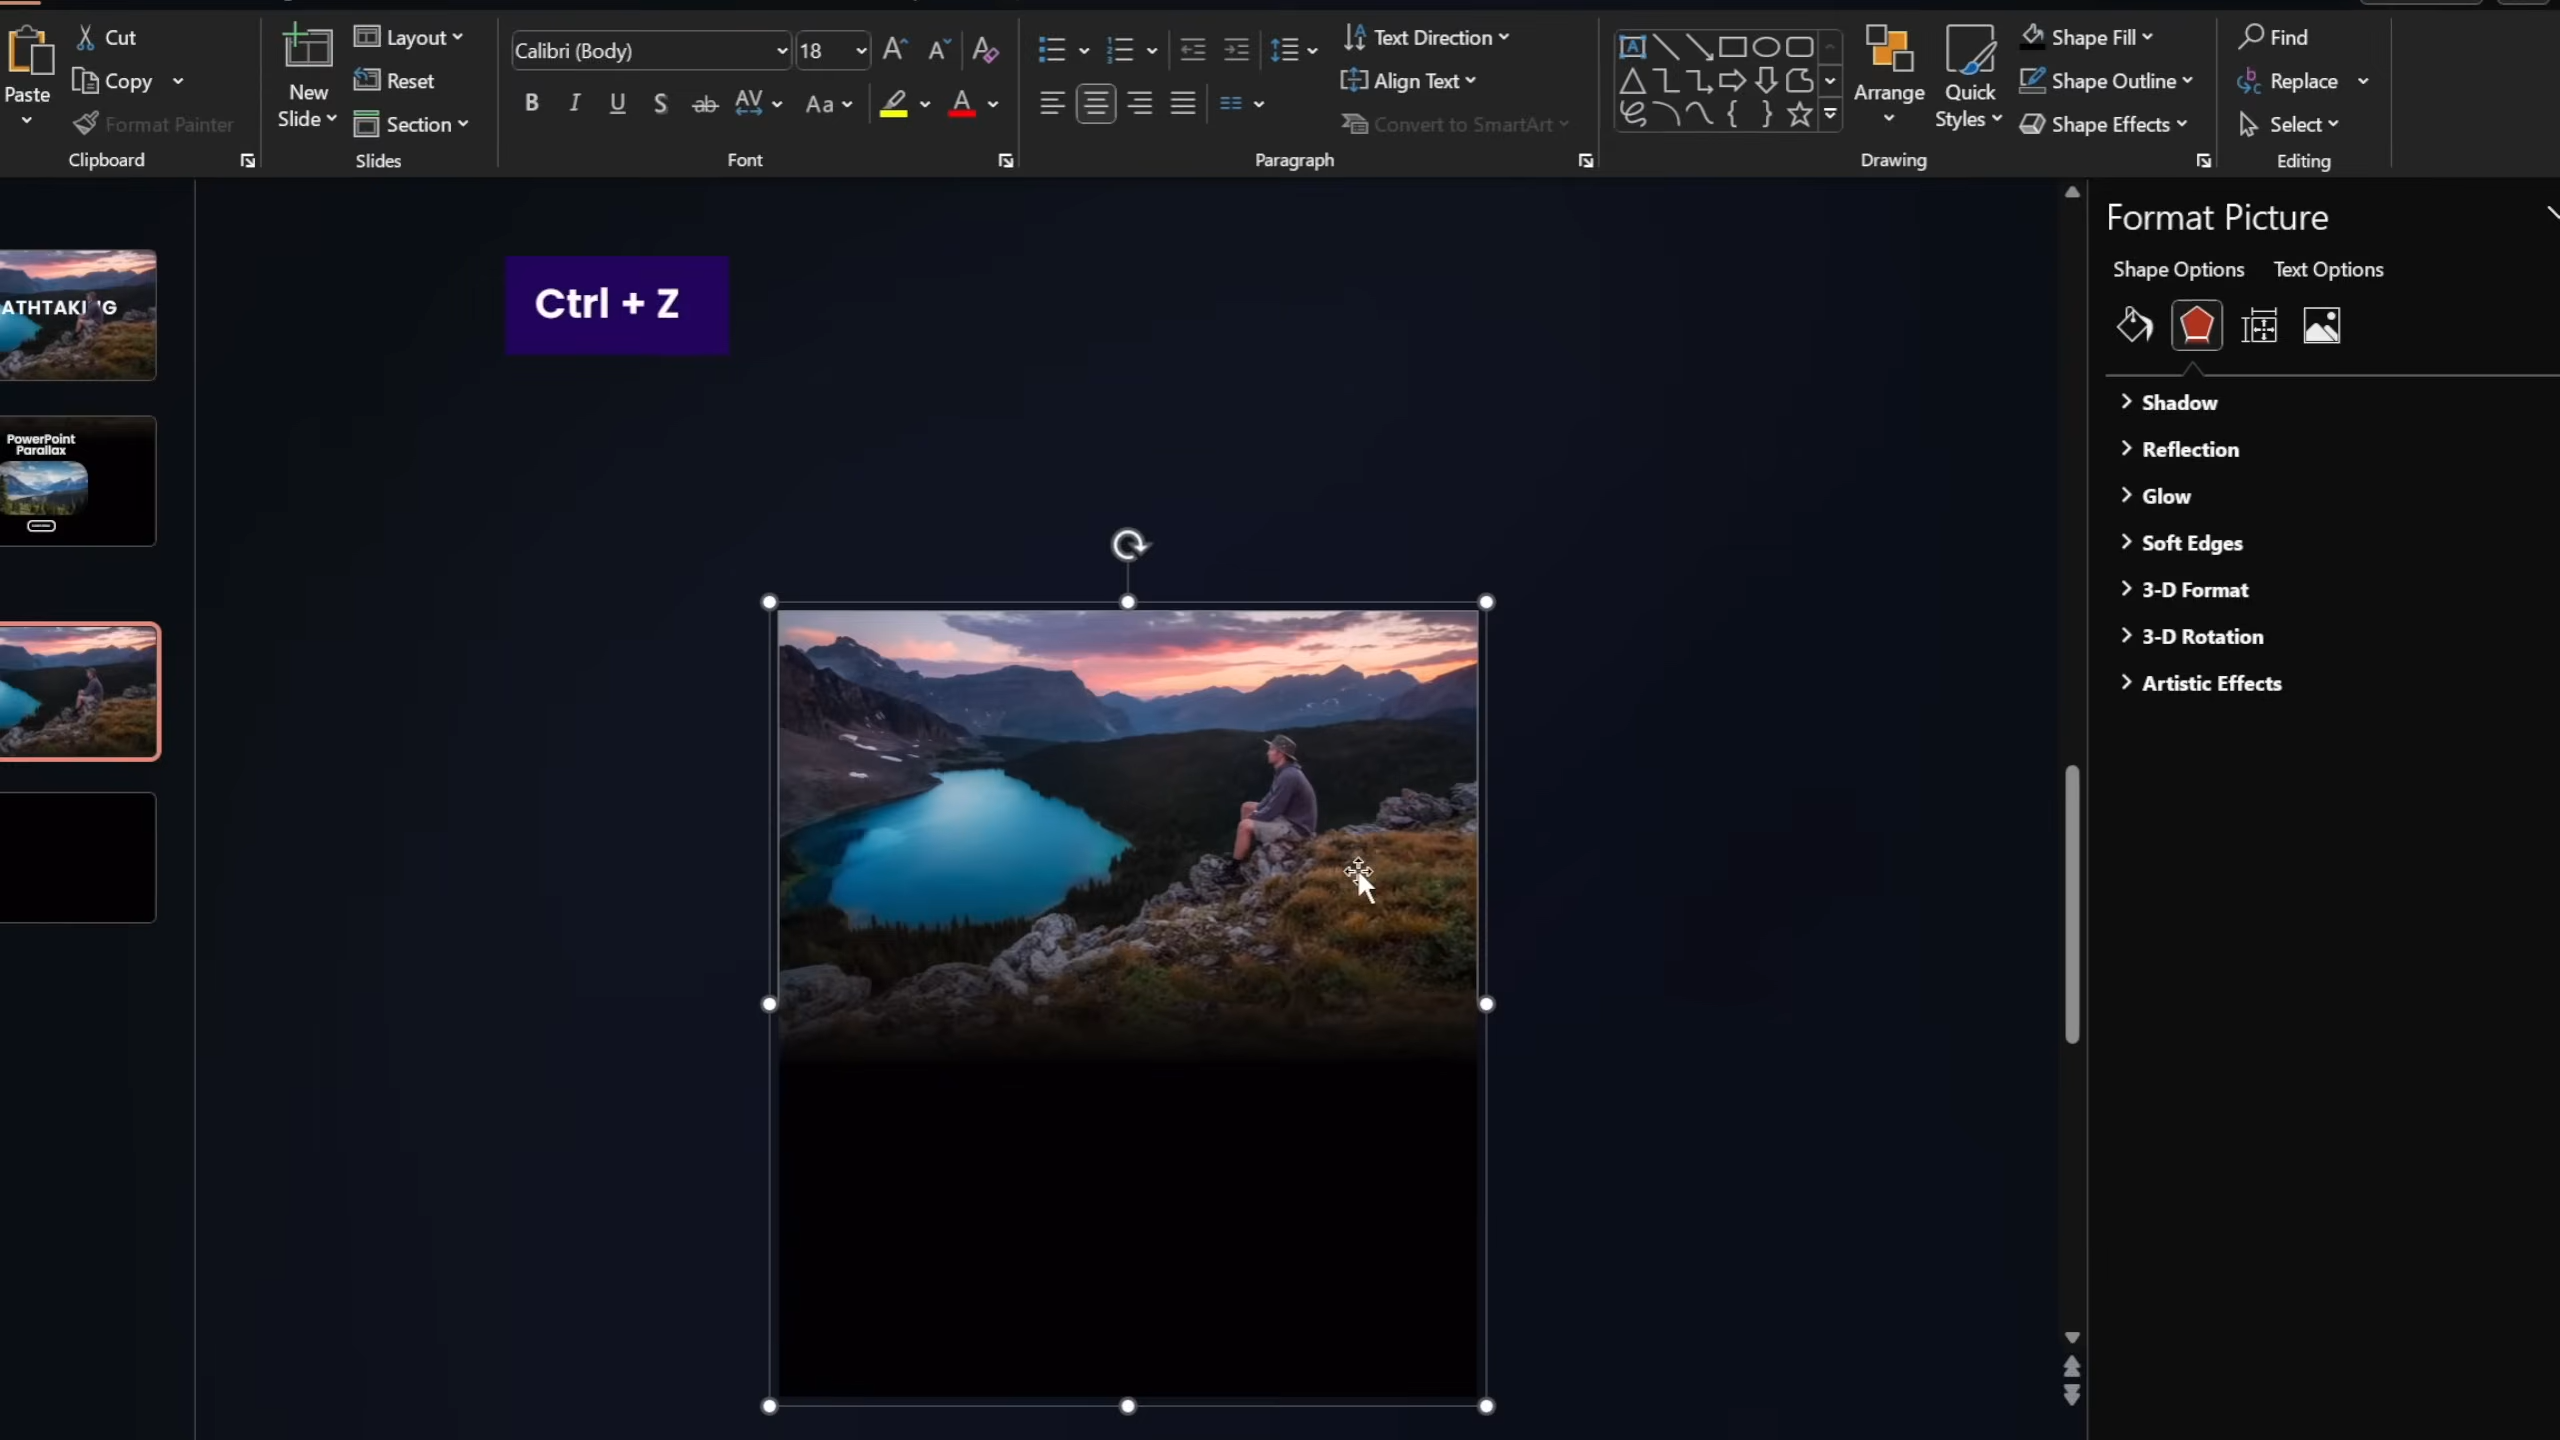 Paste
Cut
Copy
Format Painter
Clipboard
New
Slide
Layout
Reset
Section
Slides
Calibri (Body)
18
B
I
U
S
ab
AV
Aa
A
Font
Text Direction
Align Text
Convert to SmartArt
Paragraph
Arrange
Quick
Styles
Shape Fill
Shape Outline
Shape Effects
Drawing
Find
Replace
Select
Editing
ATHTAKI G
PowerPoint
Parallax
Ctrl + Z
Format Picture
Shape Options
Text Options
Shadow
Reflection
Glow
Soft Edges
3-D Format
3-D Rotation
Artistic Effects